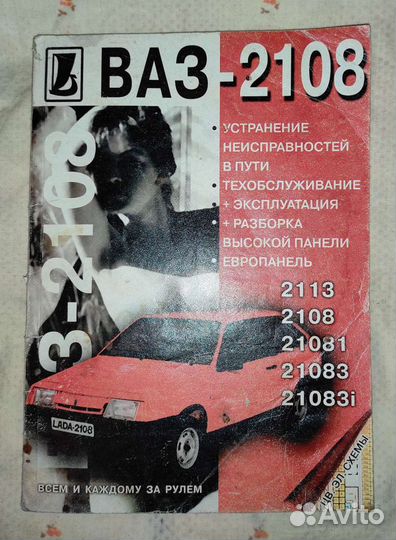 ВАЗ-2108
З-2108
• УСТРАНЕНИЕ
НЕИСПРАВНОСТЕЙ
В ПУТИ
• ТЕХОБСЛУЖИВАНИЕ
• + ЭКСПЛУАТАЦИЯ
• + РАЗБОРКА
ВЫСОКОЙ ПАНЕЛИ
• ЕВРОПАНЕЛЬ
2113
2108
21081
21083
21083i
LADA-2108
ВСЕМ И КАЖДОМУ ЗА РУЛЕМ
ЦВ. ЭЛ. СХЕМЫ
Avito